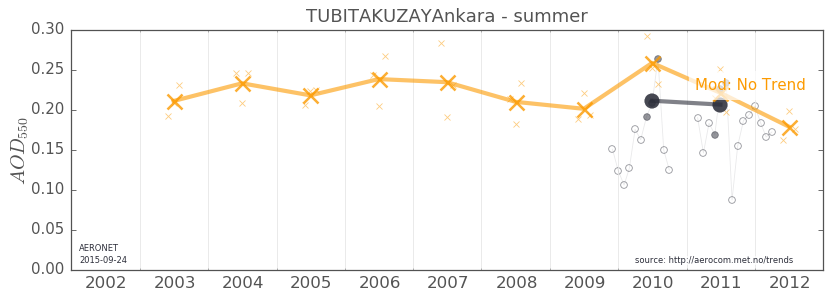 TUBITAKUZAYAnkara - summer
0.30
0.25
0.20
0.15
0.10
0.05
0.00
AOD550
Mod: No Trend
AERONET
2015-09-24
source: http://aerocom.met.no/trends
2002 2003 2004 2005 2006 2007 2008 2009 2010 2011 2012